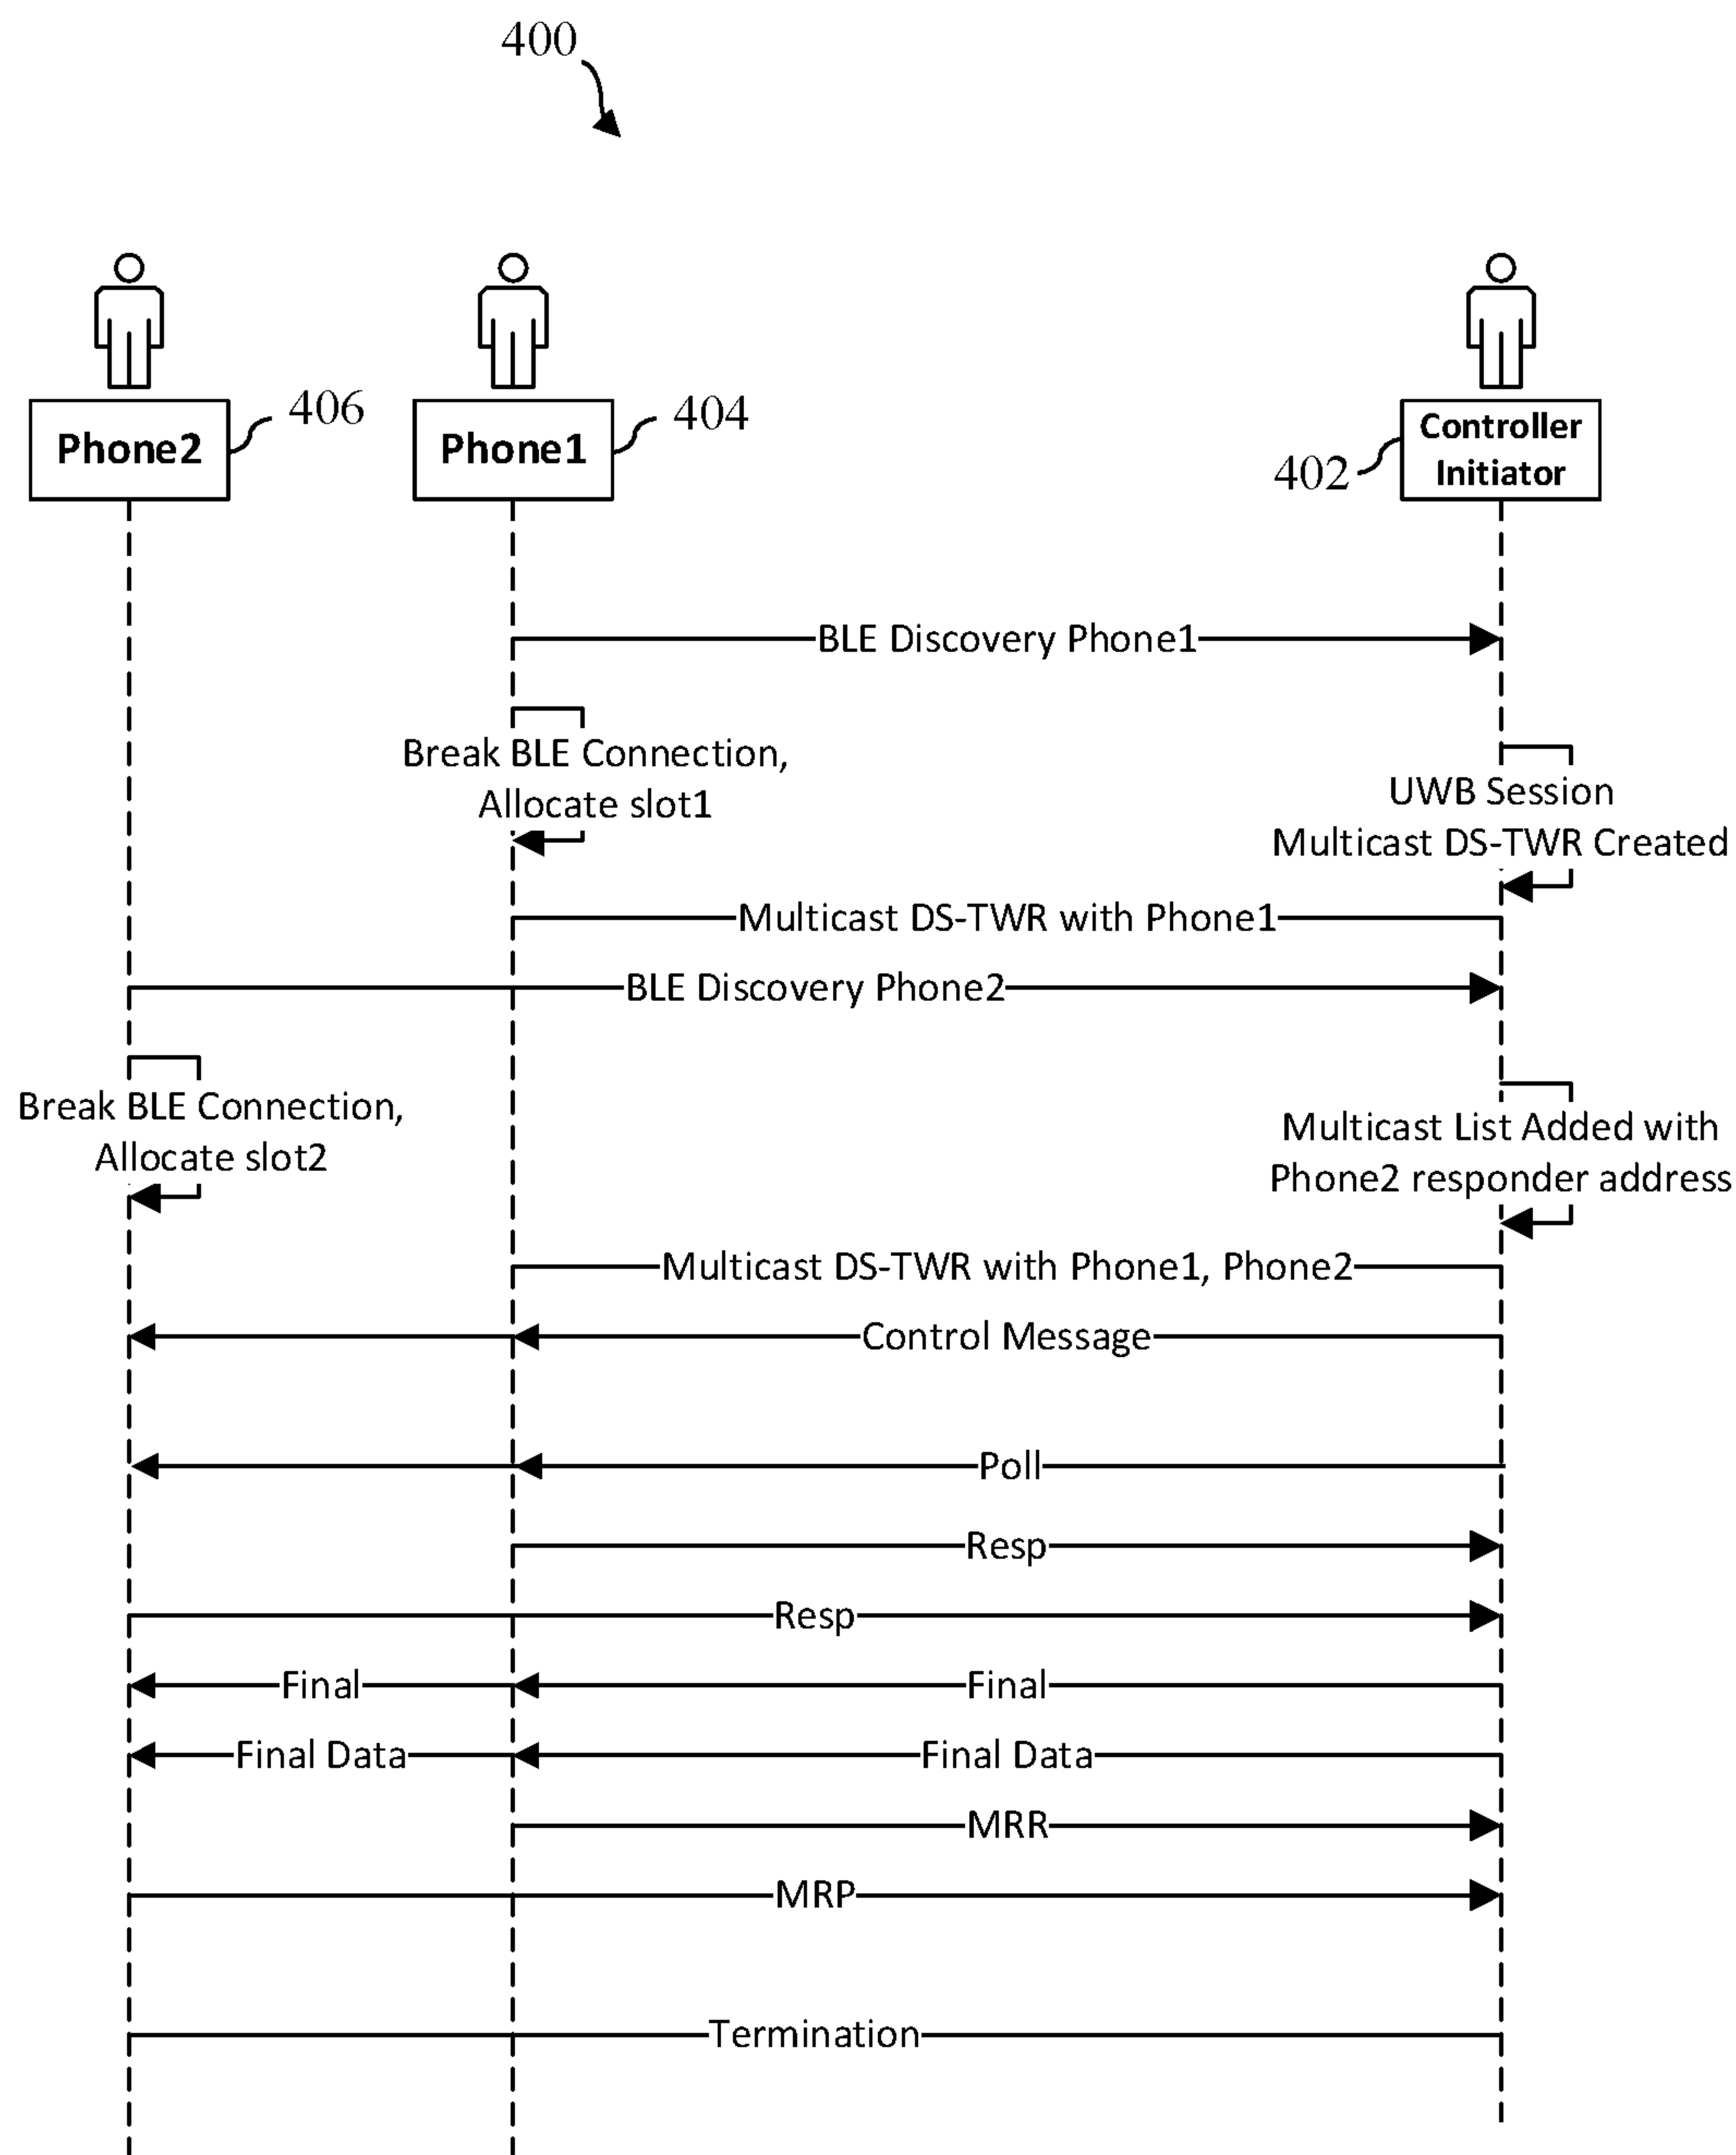 400
Phone2
406
Phone1
404
Controller
Initiator
402
BLE Discovery Phone1
Break BLE Connection,
Allocate slot1
UWB Session
Multicast DS-TWR Created
Multicast DS-TWR with Phone1
BLE Discovery Phone2
Break BLE Connection,
Allocate slot2
Multicast List Added with
Phone2 responder address
Multicast DS-TWR with Phone1, Phone2
Control Message
Poll
Resp
Resp
Final
Final
Final Data
Final Data
MRR
MRP
Termination